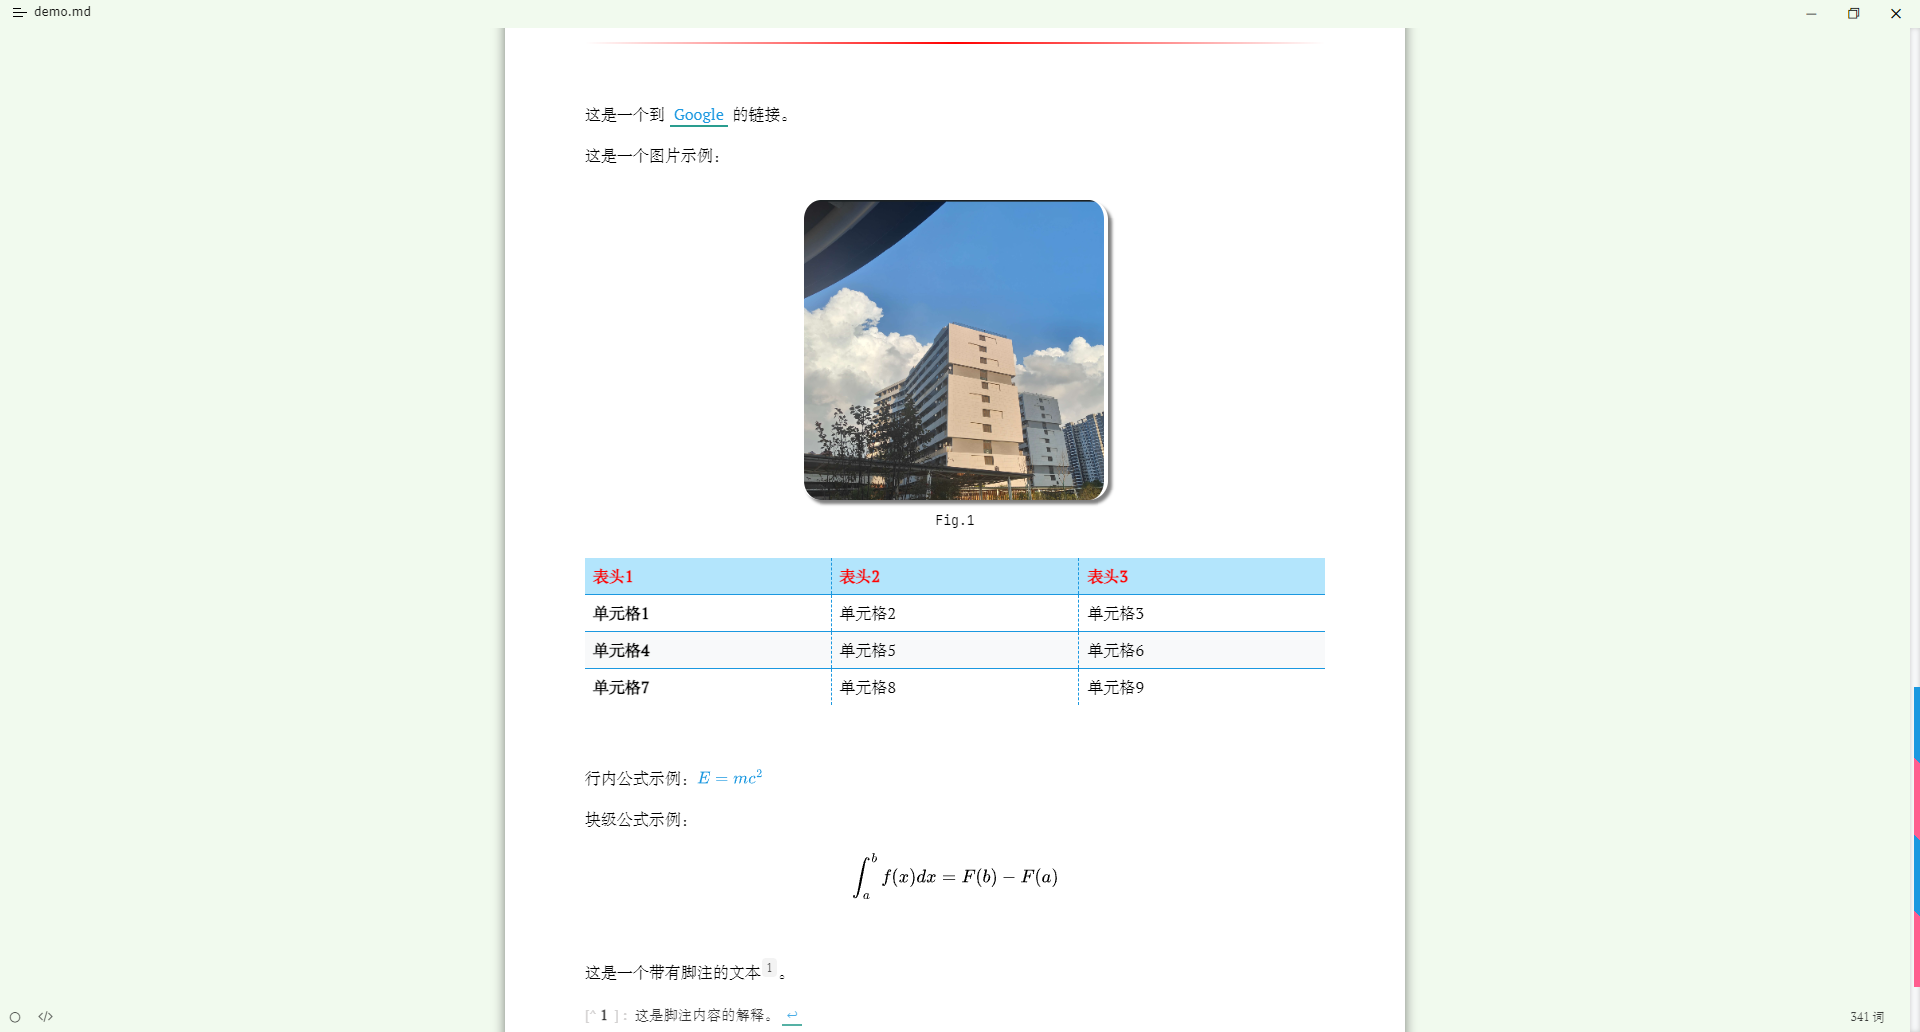 demo.md
这是一个到 Google 的链接。
这是一个图片示例：
Fig.1
表头1 表头2 表头3
单元格1 单元格2 单元格3
单元格4 单元格5 单元格6
单元格7 单元格8 单元格9
行内公式示例：E = mc²
块级公式示例：
∫ₐᵇ f(x)dx = F(b) − F(a)
这是一个带有脚注的文本1。
[^1]：这是脚注内容的解释。 ↩
</> 341 词